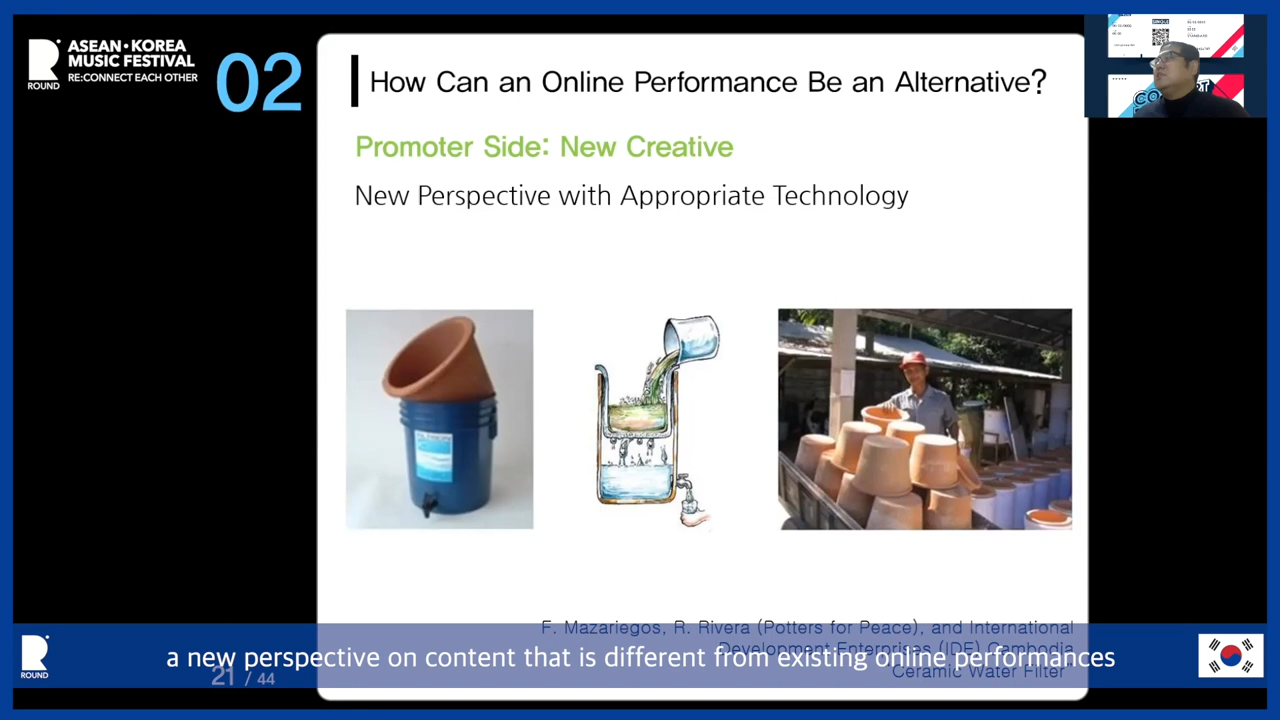 ASEAN•KOREA
MUSIC FESTIVAL
RE:CONNECT EACH OTHER
ROUND
02
How Can an Online Performance Be an Alternative?
Promoter Side: New Creative
New Perspective with Appropriate Technology
F. Mazariegos, R. Rivera (Potters for Peace), and International
Development Enterprises (IDE) Cambodia
Ceramic Water Filter"
a new perspective on content that is different from existing online performances
21 / 44
ROUND